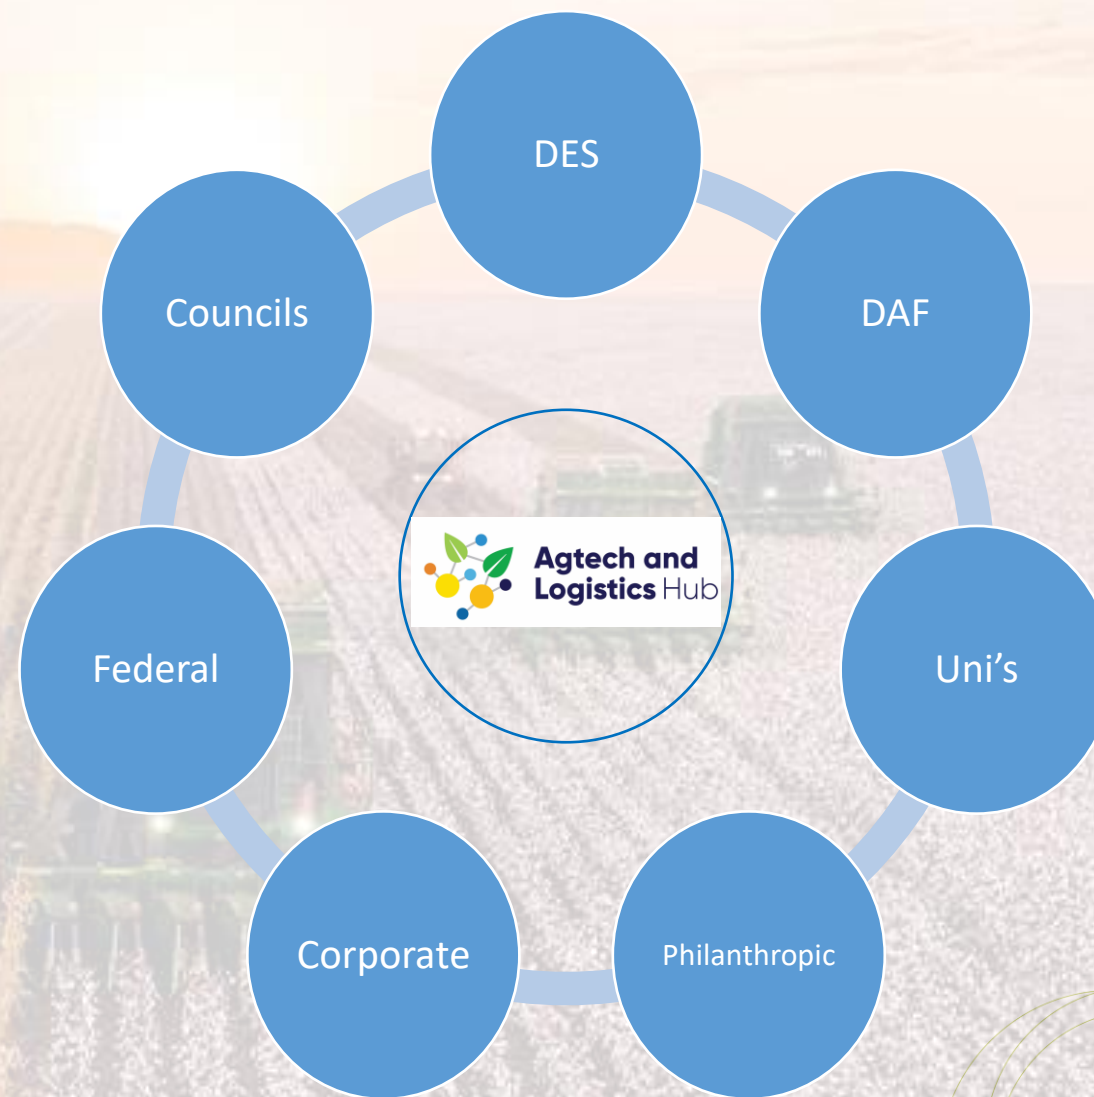 DES
DAF
Uni's
Philanthropic
Corporate
Federal
Councils
Agtech and
Logistics Hub